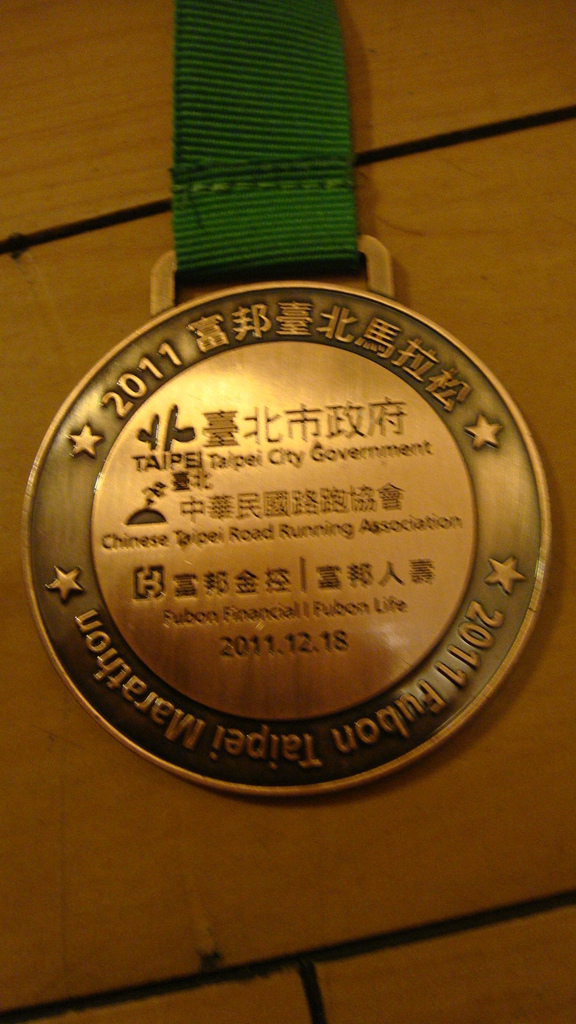 2011 富邦臺北馬拉松
臺北市政府
TAIPEI Taipei City Government
臺北
中華民國路跑協會
Chinese Taipei Road Running Association
富邦金控 | 富邦人壽
Fubon Financial | Fubon Life
2011.12.18
2011 Fubon Taipei Marathon